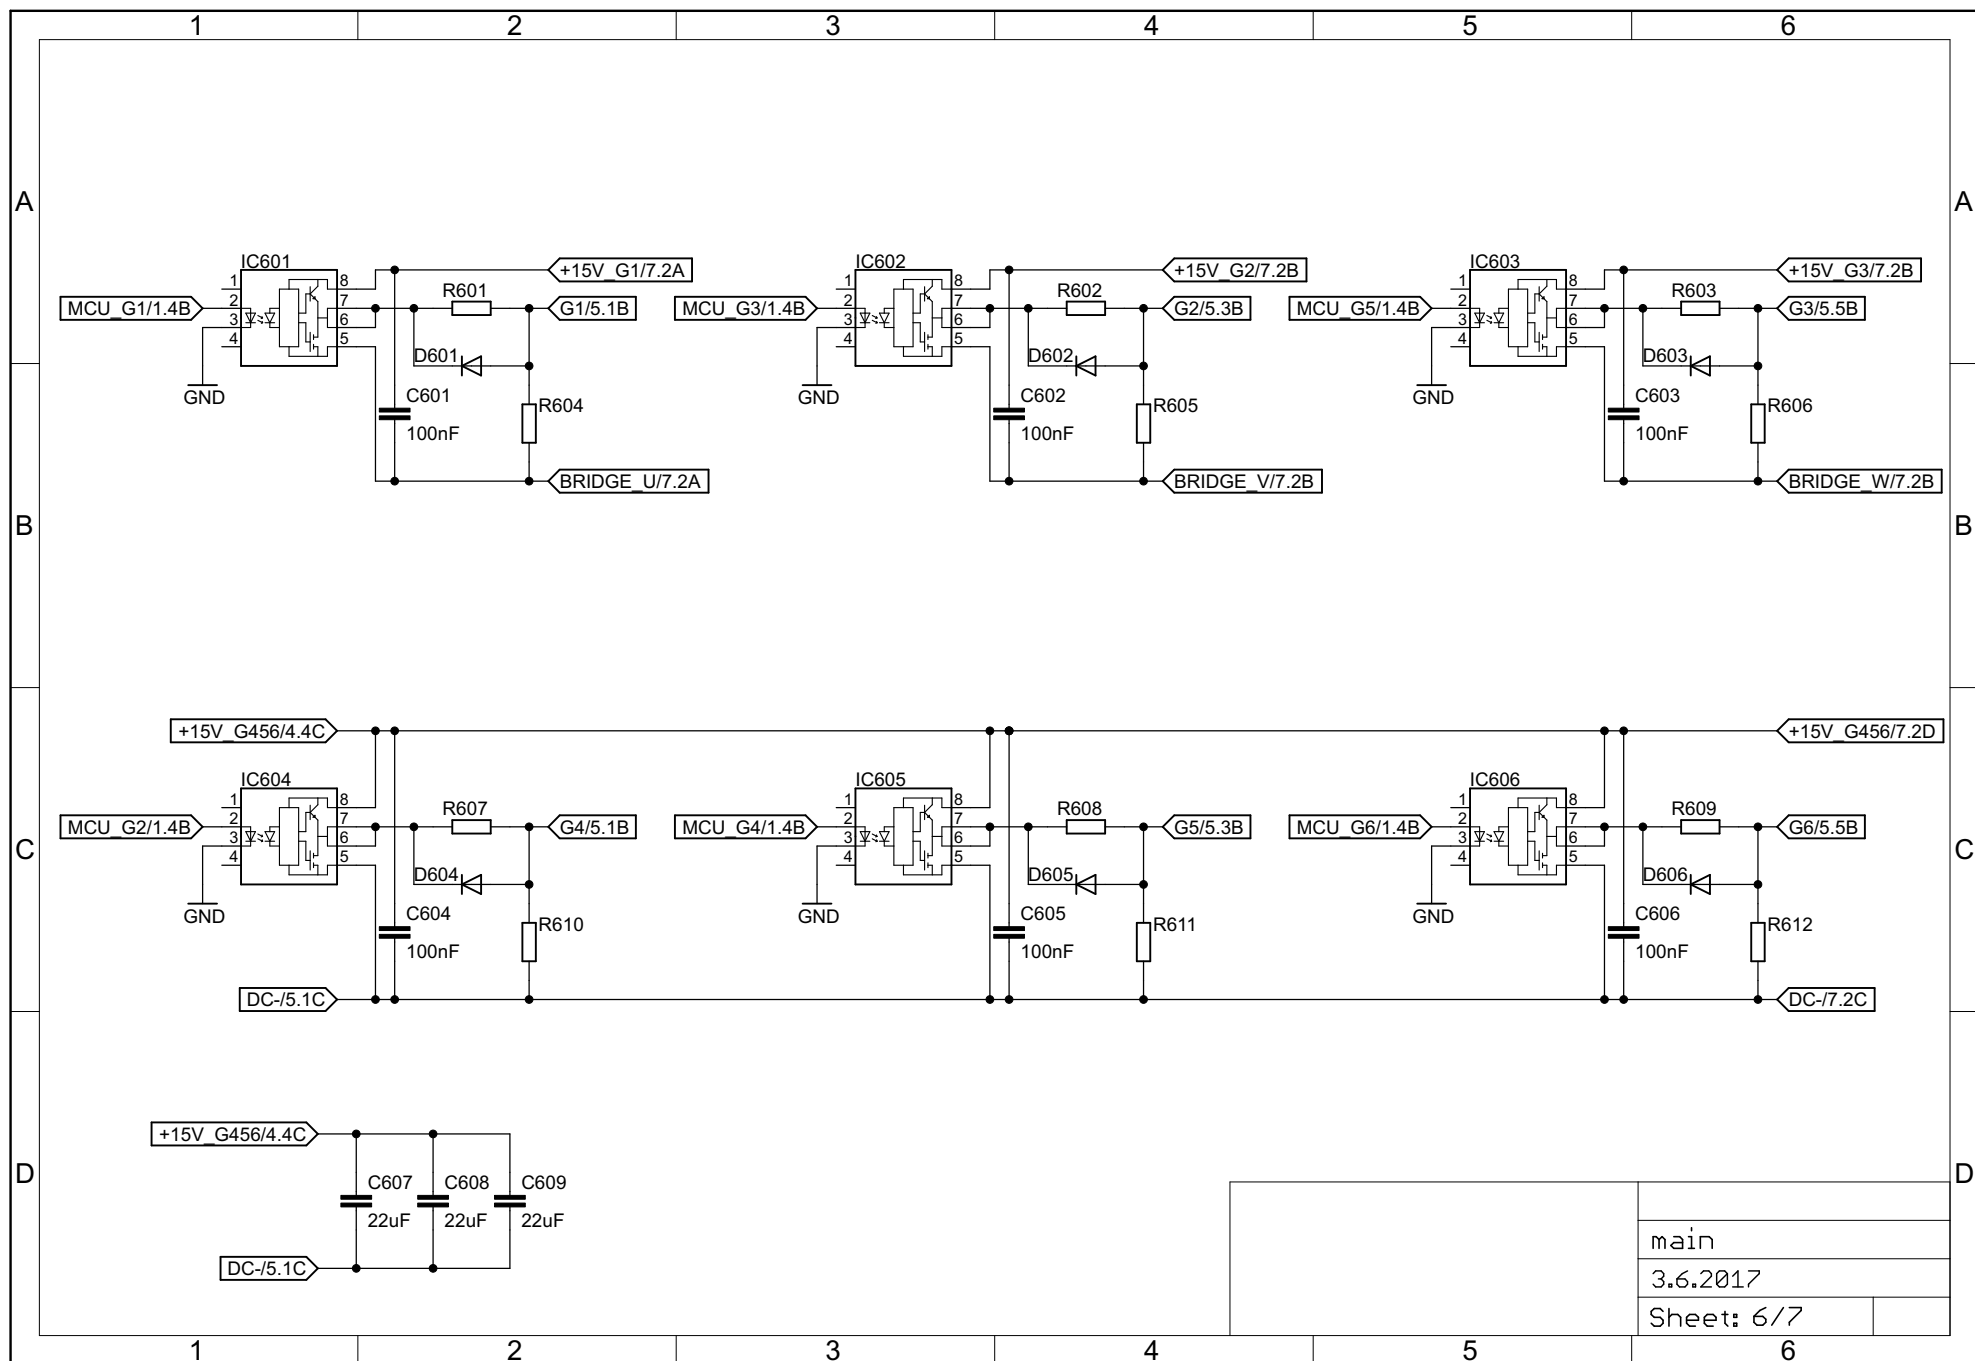 1 2 3 4 5 6
A A
IC601 IC602 IC603
+15V_G1/7.2A +15V_G2/7.2B +15V_G3/7.2B
1 8 1 8 1 8
MCU_G1/1.4B 2 7 R601 G1/5.1B MCU_G3/1.4B 2 7 R602 G2/5.3B MCU_G5/1.4B 2 7 R603 G3/5.5B
3 6 3 6 3 6
4 5 4 5 4 5
D601 D602 D603
GND C601 R604 GND C602 R605 GND C603 R606
100nF 100nF 100nF
BRIDGE_U/7.2A BRIDGE_V/7.2B BRIDGE_W/7.2B
B B
+15V_G456/4.4C +15V_G456/7.2D
IC604 IC605 IC606
1 8 1 8 1 8
MCU_G2/1.4B 2 7 R607 G4/5.1B MCU_G4/1.4B 2 7 R608 G5/5.3B MCU_G6/1.4B 2 7 R609 G6/5.5B
3 6 3 6 3 6
C C
4 5 4 5 4 5
D604 D605 D606
GND C604 R610 GND C605 R611 GND C606 R612
100nF 100nF 100nF
DC-/5.1C DC-/7.2C
+15V_G456/4.4C
D D
C607 C608 C609
22uF 22uF 22uF
DC-/5.1C
main
3.6.2017
Sheet: 6/7
1 2 3 4 5 6